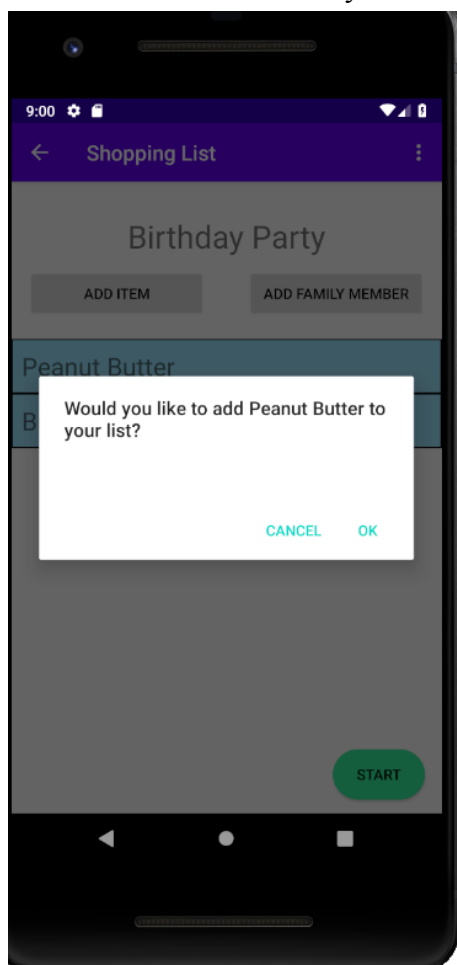 9:00
Shopping List
Birthday Party
ADD ITEM
ADD FAMILY MEMBER
Peanut Butter
B
Would you like to add Peanut Butter to
your list?
CANCEL
OK
START